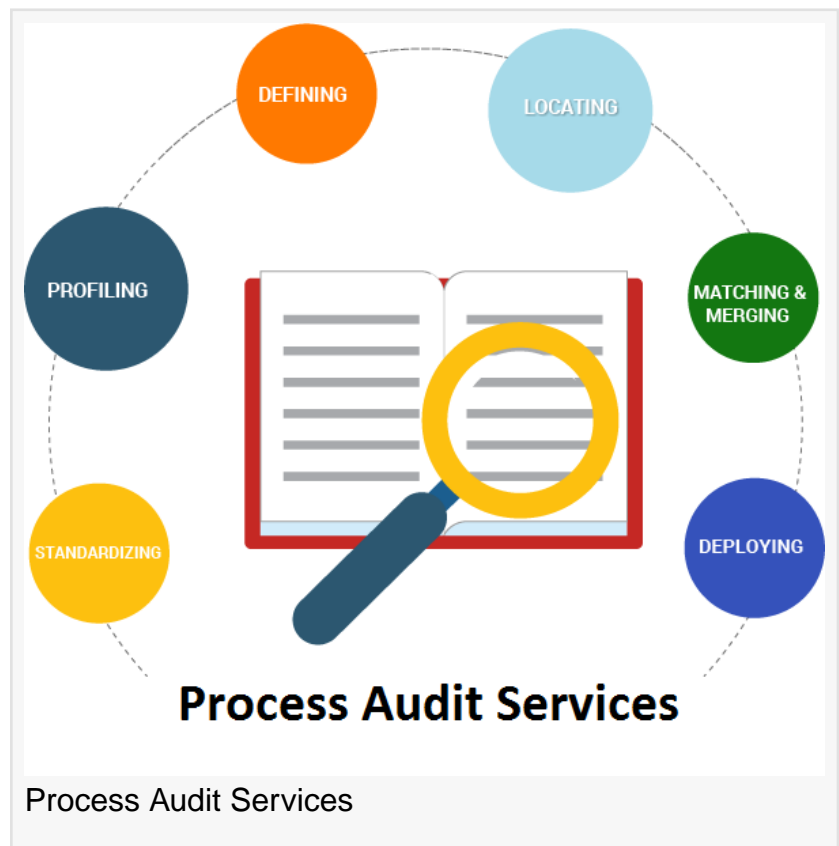 DEFINING
LOCATING
PROFILING
MATCHING &
MERGING
STANDARDIZING
DEPLOYING
Process Audit Services
Process Audit Services